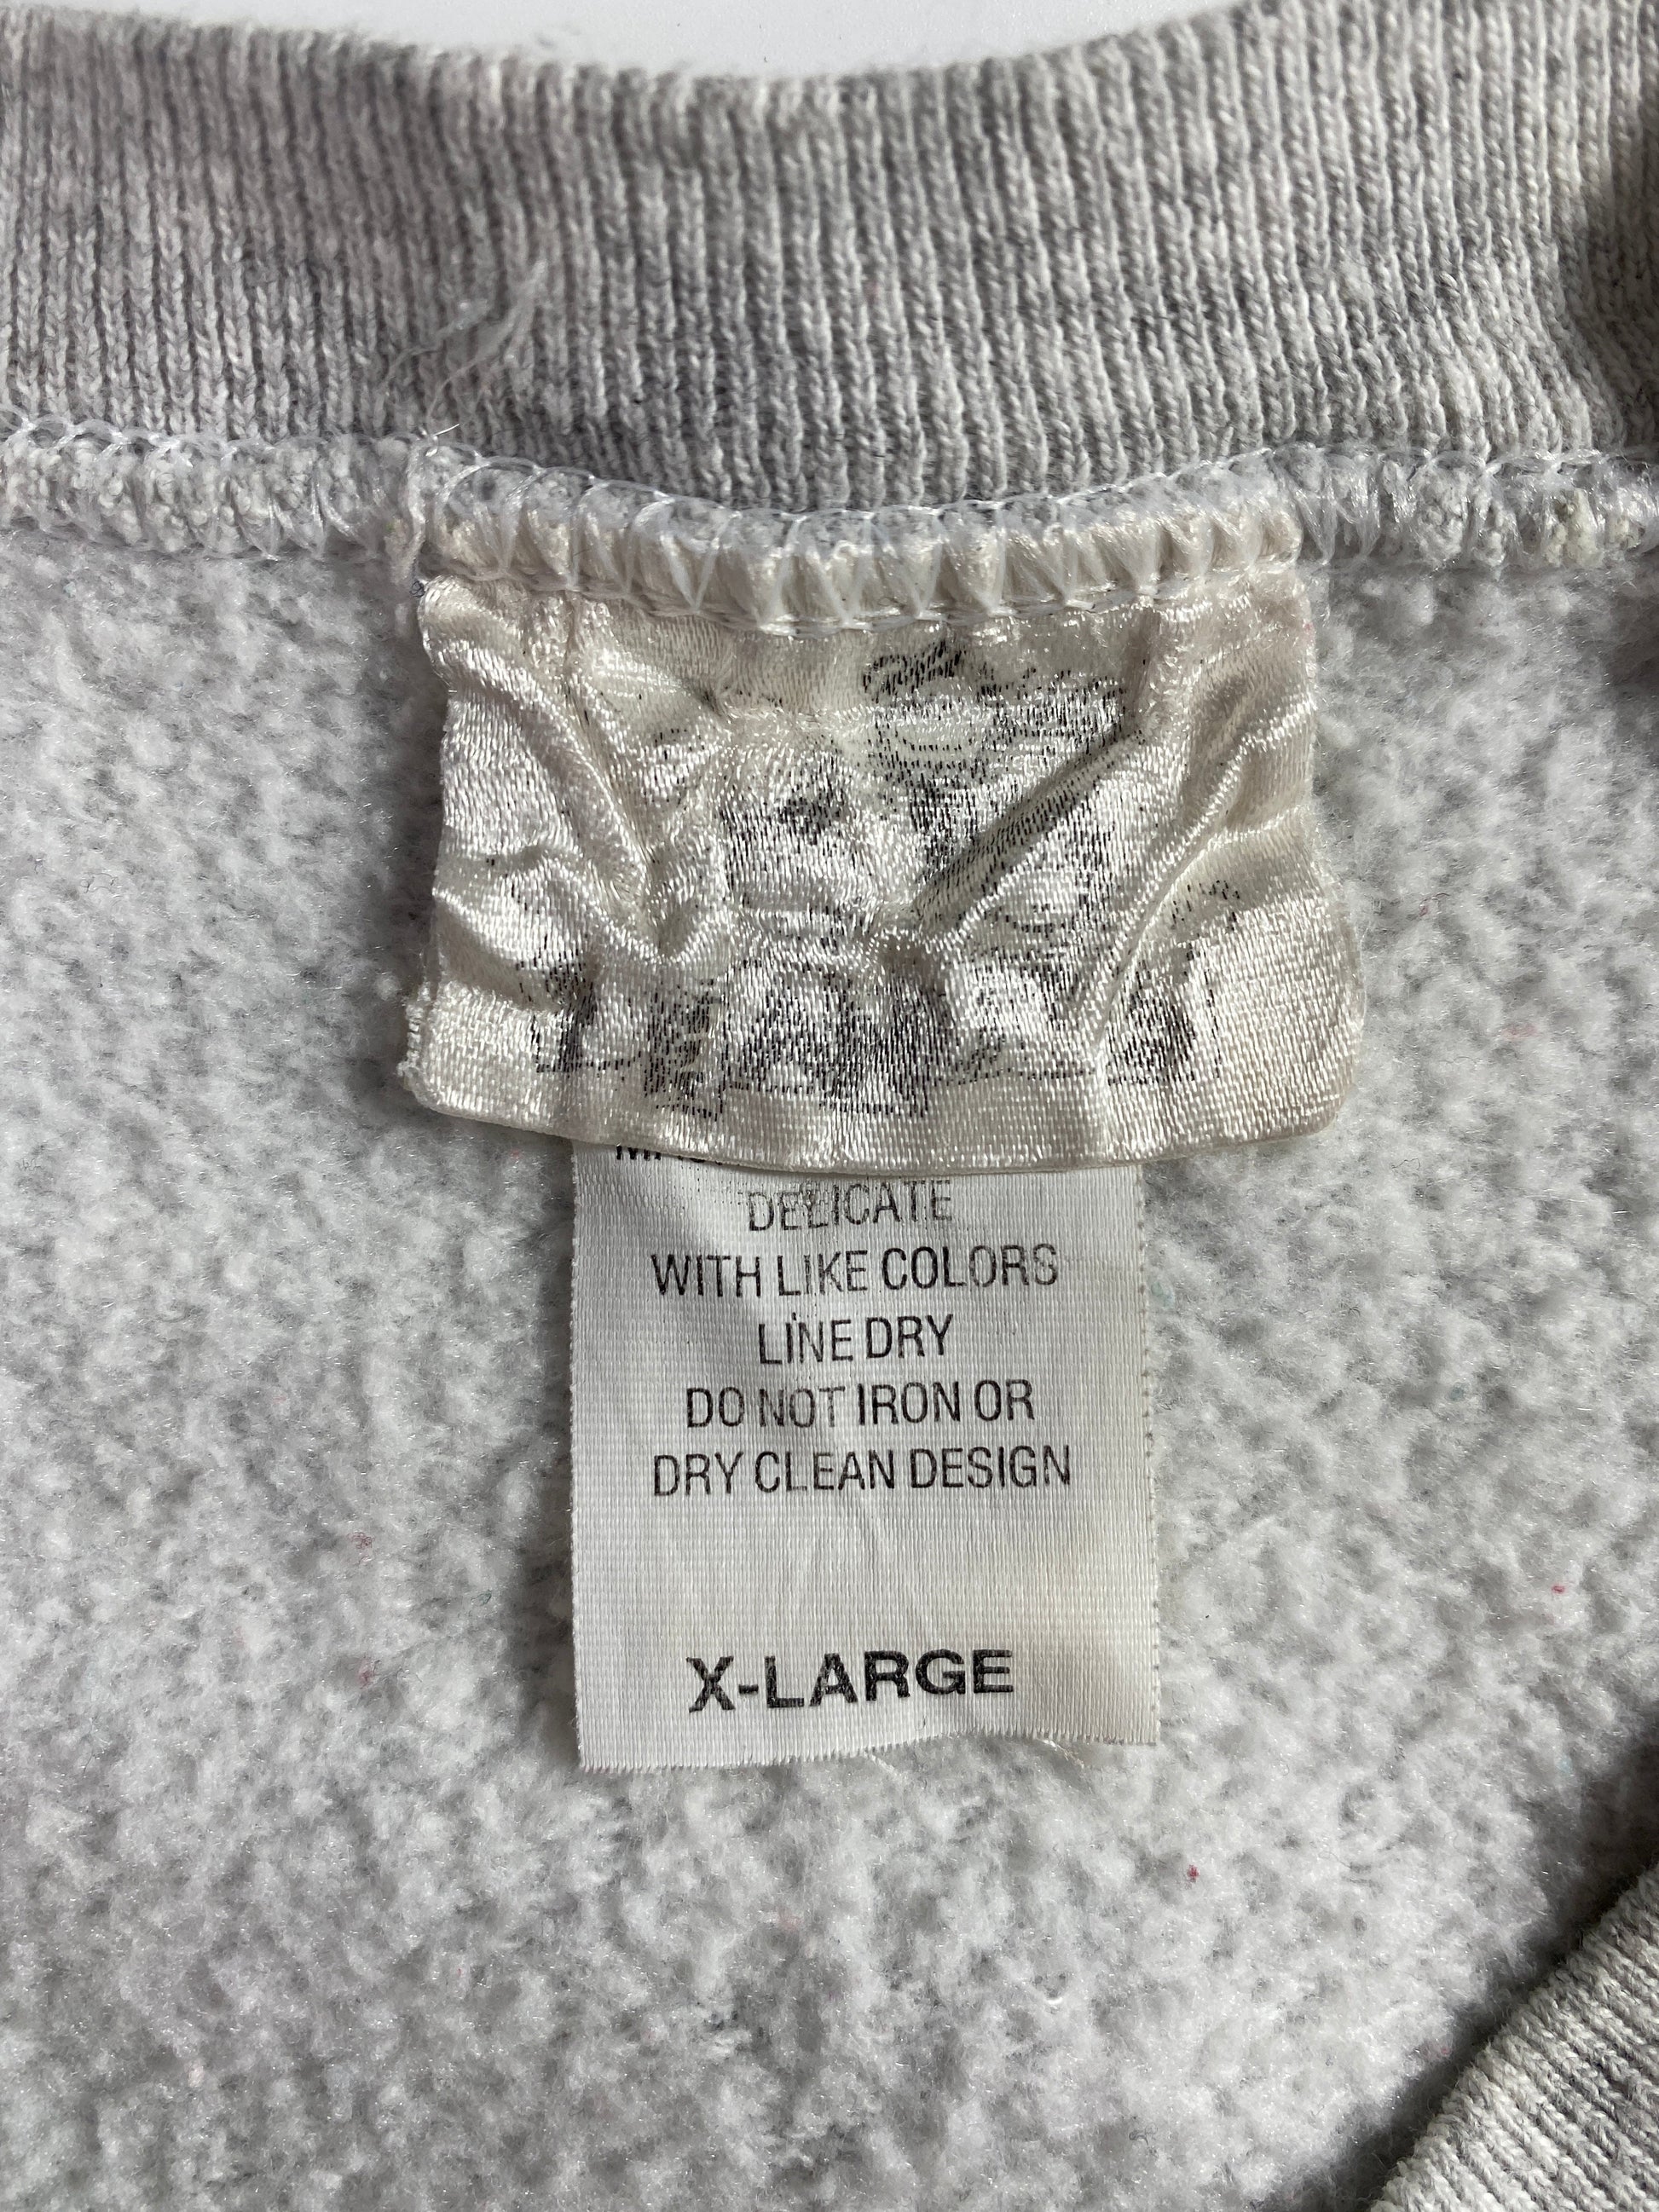 DELICATE
WITH LIKE COLORS
LINE DRY
DO NOT IRON OR
DRY CLEAN DESIGN
X-LARGE